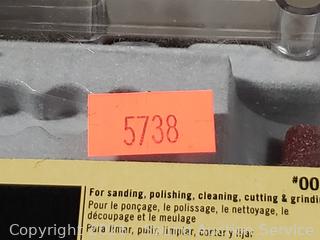 5738
#00
For sanding, polishing, cleaning, cutting & grindi
Pour le ponçage, le polissage, le nettoyage, le
découpage et le meulage
Para limar, pulir, limpiar, cortar y lijar.